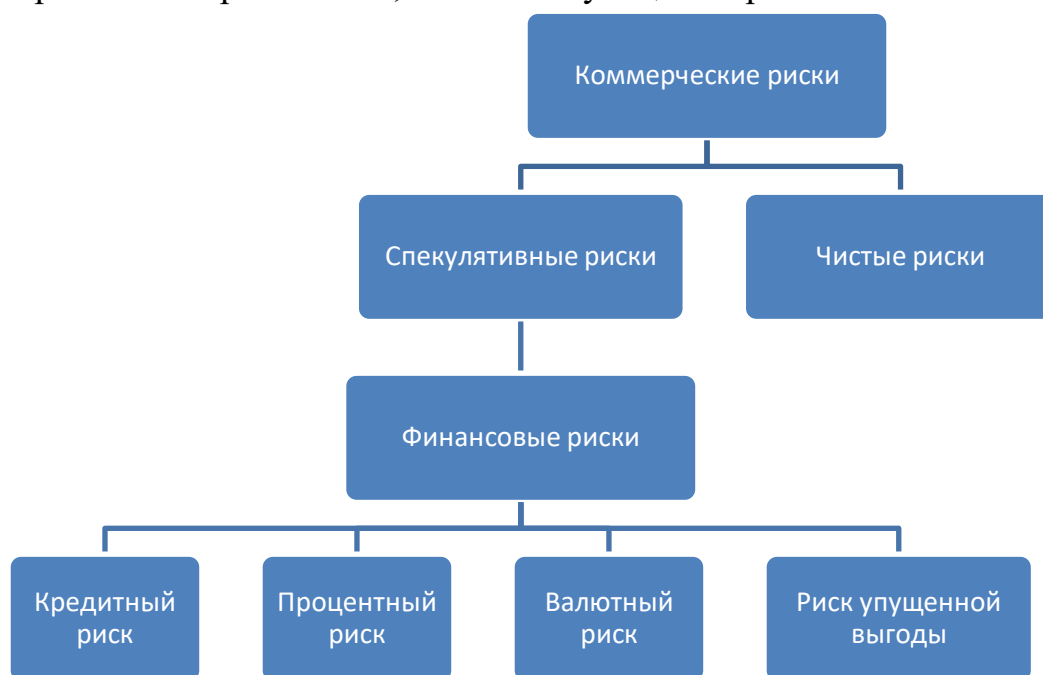 Коммерческие риски
Спекулятивные риски
Чистые риски
Финансовые риски
Кредитный
риск
Процентный
риск
Валютный
риск
Риск упущенной
выгоды